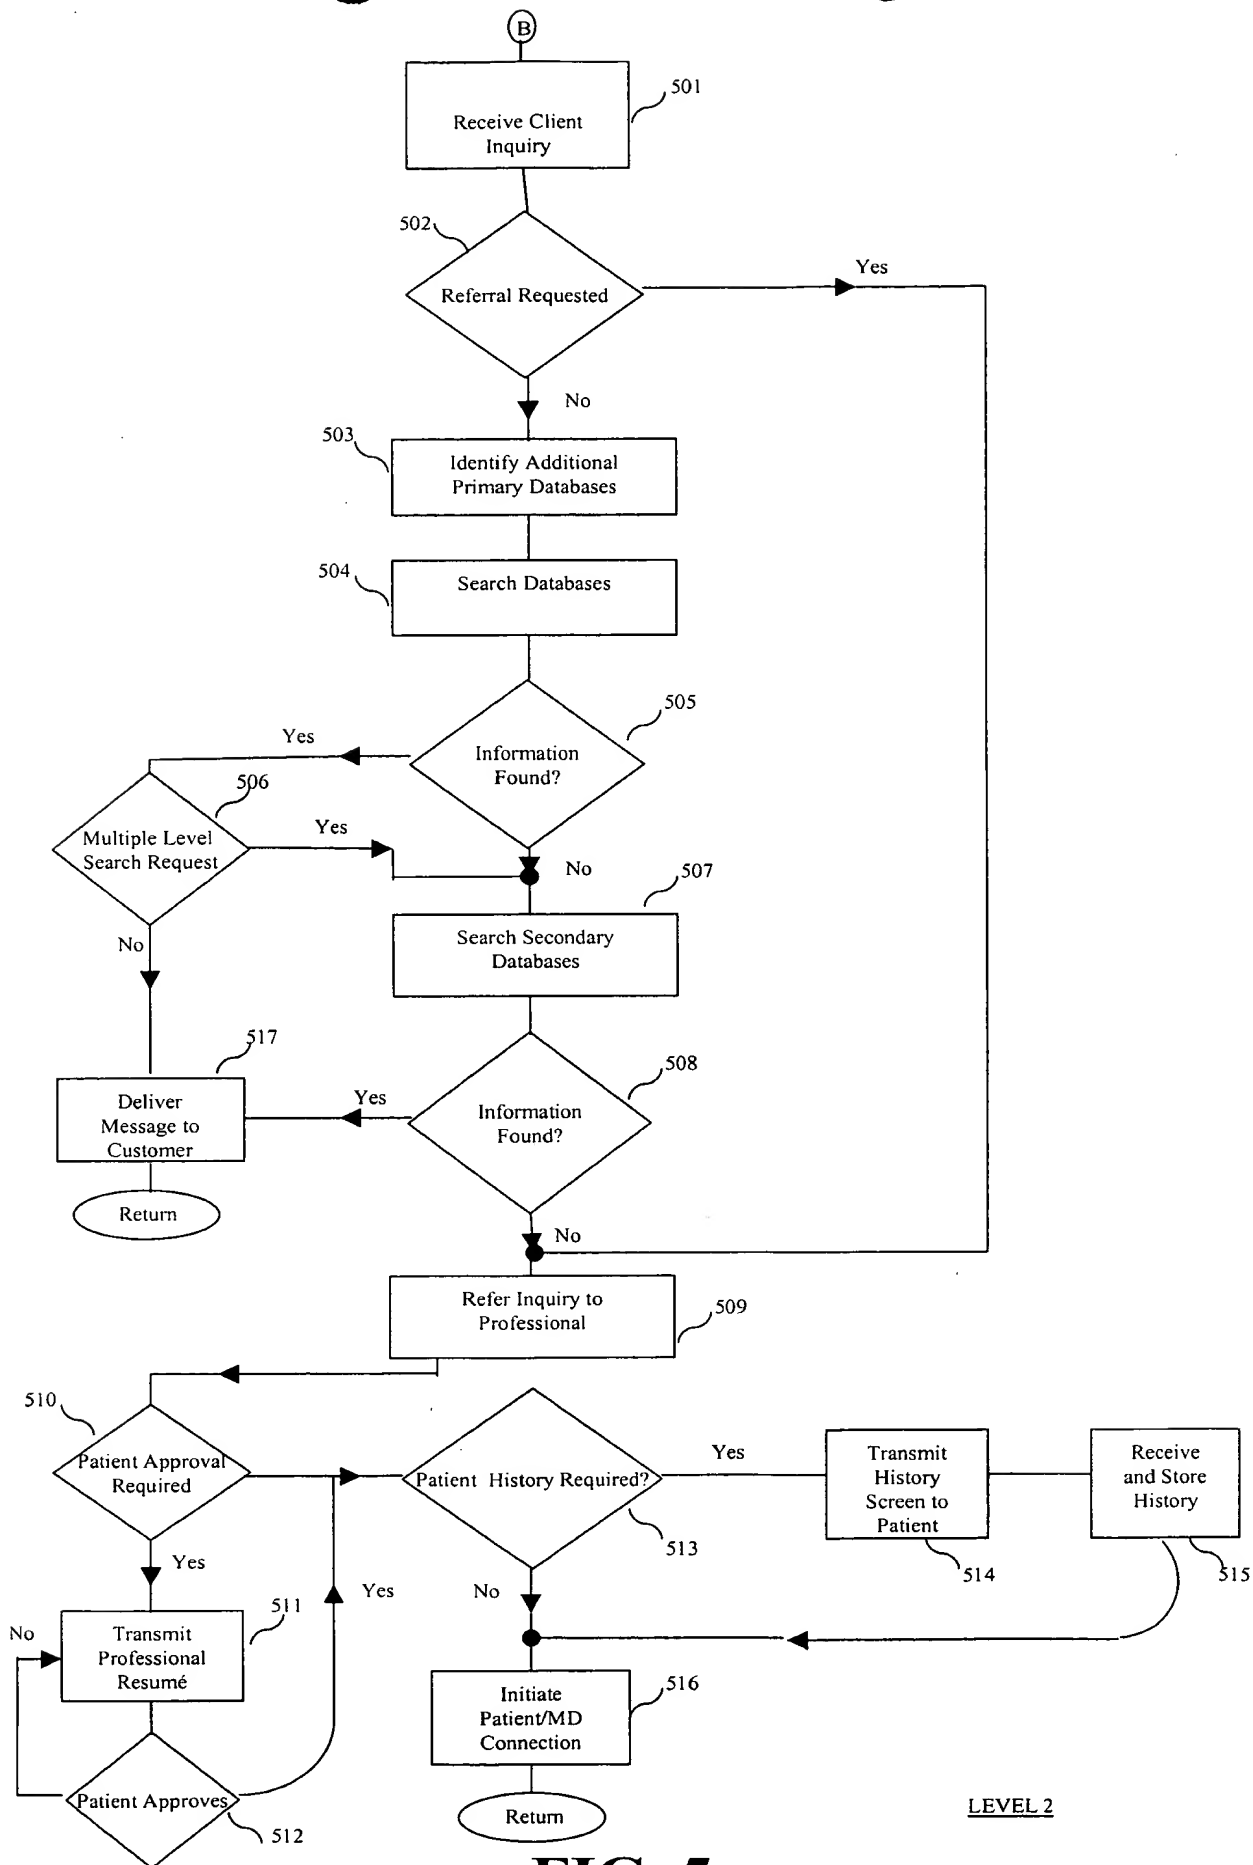 B
501
Receive Client
Inquiry
502
Yes
Referral Requested
No
503
Identify Additional
Primary Databases
504
Search Databases
505
Yes
Information
Found?
506
Multiple Level
Search Request
Yes
No
507
Search Secondary
Databases
No
517
508
Deliver
Message to
Customer
Yes
Information
Found?
Return
No
Refer Inquiry to
Professional
509
510
Patient Approval
Required
Patient History Required?
Yes
Transmit
History
Screen to
Patient
Receive
and Store
History
513
514
515
Yes
Yes
No
511
No
Transmit
Professional
Resumé
516
Initiate
Patient/MD
Connection
Patient Approves
512
Return
LEVEL 2